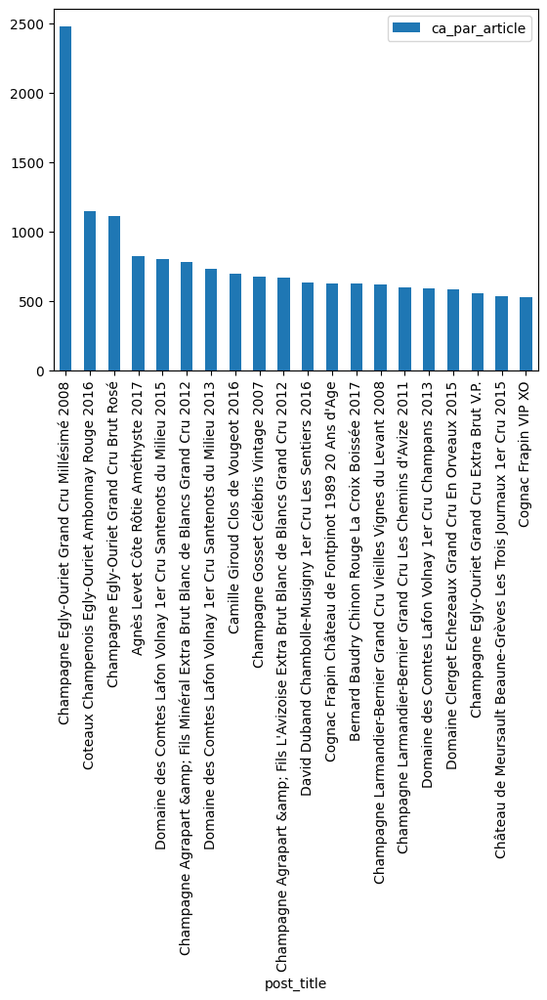 ca_par_article
2500
2000
1500
1000
500
0
Champagne Egly-Ouriet Grand Cru Millésimé 2008
Coteaux Champenois Egly-Ouriet Ambonnay Rouge 2016
Champagne Egly-Ouriet Grand Cru Brut Rosé
Agnès Levet Côte Rôtie Améthyste 2017
Domaine des Comtes Lafon Volnay 1er Cru Santenots du Milieu 2015
Champagne Agrapart &amp; Fils Minéral Extra Brut Blanc de Blancs Grand Cru 2012
Domaine des Comtes Lafon Volnay 1er Cru Santenots du Milieu 2013
Camille Giroud Clos de Vougeot 2016
Champagne Gosset Célébris Vintage 2007
Champagne Agrapart &amp; Fils L'Avizoise Extra Brut Blanc de Blancs Grand Cru 2012
David Duband Chambolle-Musigny 1er Cru Les Sentiers 2016
Cognac Frapin Château de Fontpinot 1989 20 Ans d'Age
Bernard Baudry Chinon Rouge La Croix Boissée 2017
Champagne Larmandier-Bernier Grand Cru Vieilles Vignes du Levant 2008
Champagne Larmandier-Bernier Grand Cru Les Chemins d'Avize 2011
Domaine des Comtes Lafon Volnay 1er Cru Champans 2013
Domaine Clerget Echezeaux Grand Cru En Orveaux 2015
Champagne Egly-Ouriet Grand Cru Extra Brut V.P.
Château de Meursault Beaune-Grèves Les Trois Journaux 1er Cru 2015
Cognac Frapin VIP XO
post_title